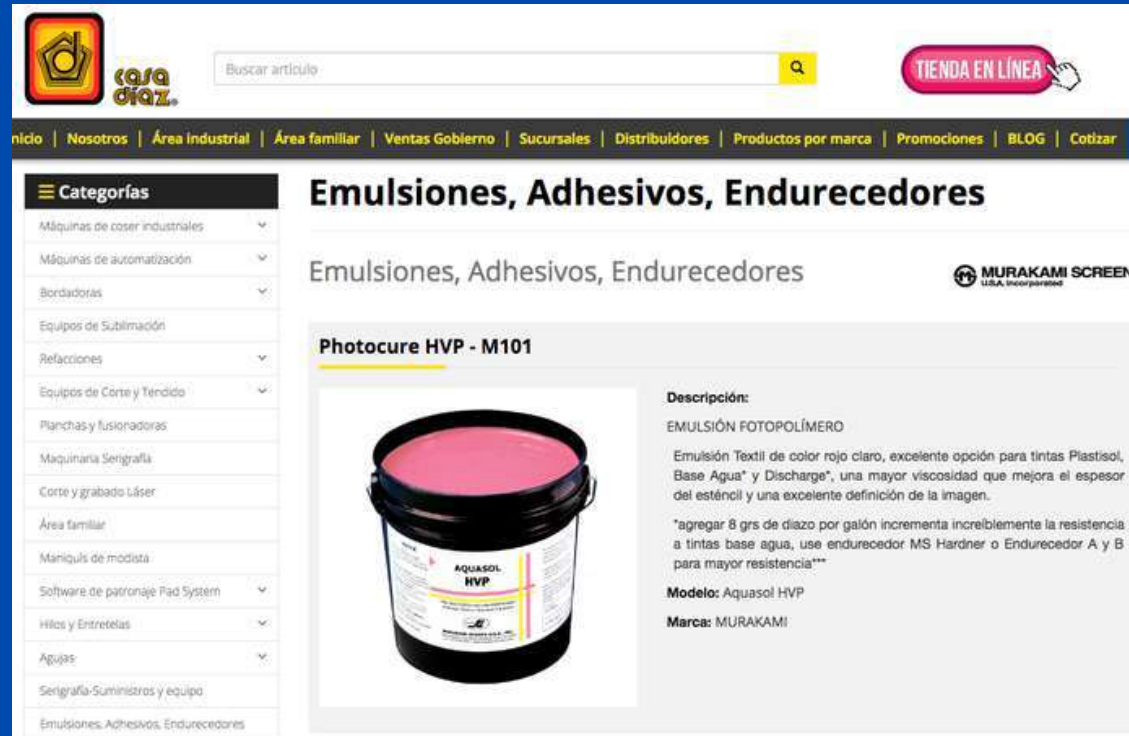 casa
díaz®
Buscar artículo
TIENDA EN LÍNEA
nicio | Nosotros | Área industrial | Área familiar | Ventas Gobierno | Sucursales | Distribuidores | Productos por marca | Promociones | BLOG | Cotizar
Categorías
Máquinas de coser industriales
Máquinas de automatización
Bordadoras
Equipos de Sublimación
Refacciones
Equipos de Corte y Tendido
Planchas y fusionadoras
Maquinaria Serigrafía
Corte y grabado Láser
Área familiar
Maniquís de modista
Software de patronaje Pad System
Hilos y Entretelas
Agujas
Serigrafía-Suministros y equipo
Emulsiones, Adhesivos, Endurecedores
Emulsiones, Adhesivos, Endurecedores
Emulsiones, Adhesivos, Endurecedores
MURAKAMI SCREEN
U.S.A. Incorporated
Photocure HVP - M101
AQUASOL
HVP
Descripción:
EMULSIÓN FOTOPOLÍMERO
Emulsión Textil de color rojo claro, excelente opción para tintas Plastisol,
Base Agua* y Discharge*, una mayor viscosidad que mejora el espesor
del esténcil y una excelente definición de la imagen.
*agregar 8 grs de diazo por galón incrementa increíblemente la resistencia
a tintas base agua, use endurecedor MS Hardner o Endurecedor A y B
para mayor resistencia***
Modelo: Aquasol HVP
Marca: MURAKAMI